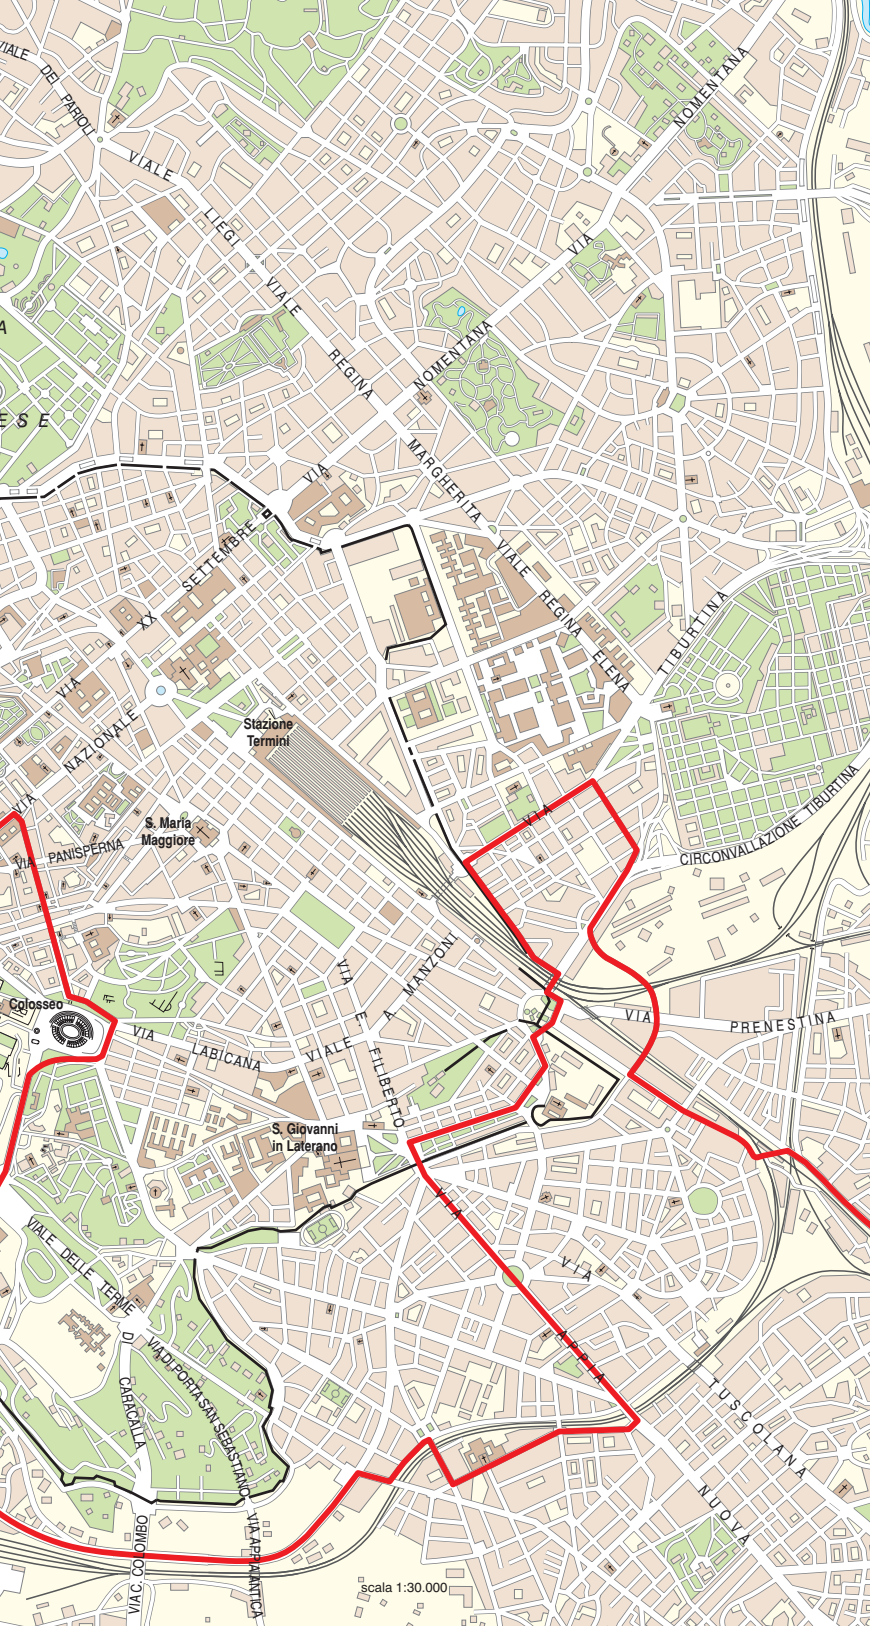 VIALE
DEI PARIOLI
NOMENTANA
VIALE
LIEGI
VIA
VIALE
A
REGINA
NOMENTANA
ESE
MARGHERITA
VIA
XX SETTEMBRE
VIALE
REGINA
ELENA
TIBURTINA
VIA
NAZIONALE
Stazione
Termini
VIA
VIA
CIRCONVALLAZIONE TIBURTINA
S. Maria
Maggiore
VIA PANISPERNA
A. MANZONI
VIA E. FILIBERTO
Colosseo
VIA
PRENESTINA
VIA
LABICANA
VIALE
S. Giovanni
in Laterano
VIA
VIALE DELLE TERME
DI
CARACALLA
VIA
VIA DI PORTA SAN SEBASTIANO
APPIA
TUSCOLANA
NUOVA
VIA C. COLOMBO
VIA APPIA ANTICA
scala 1:30.000